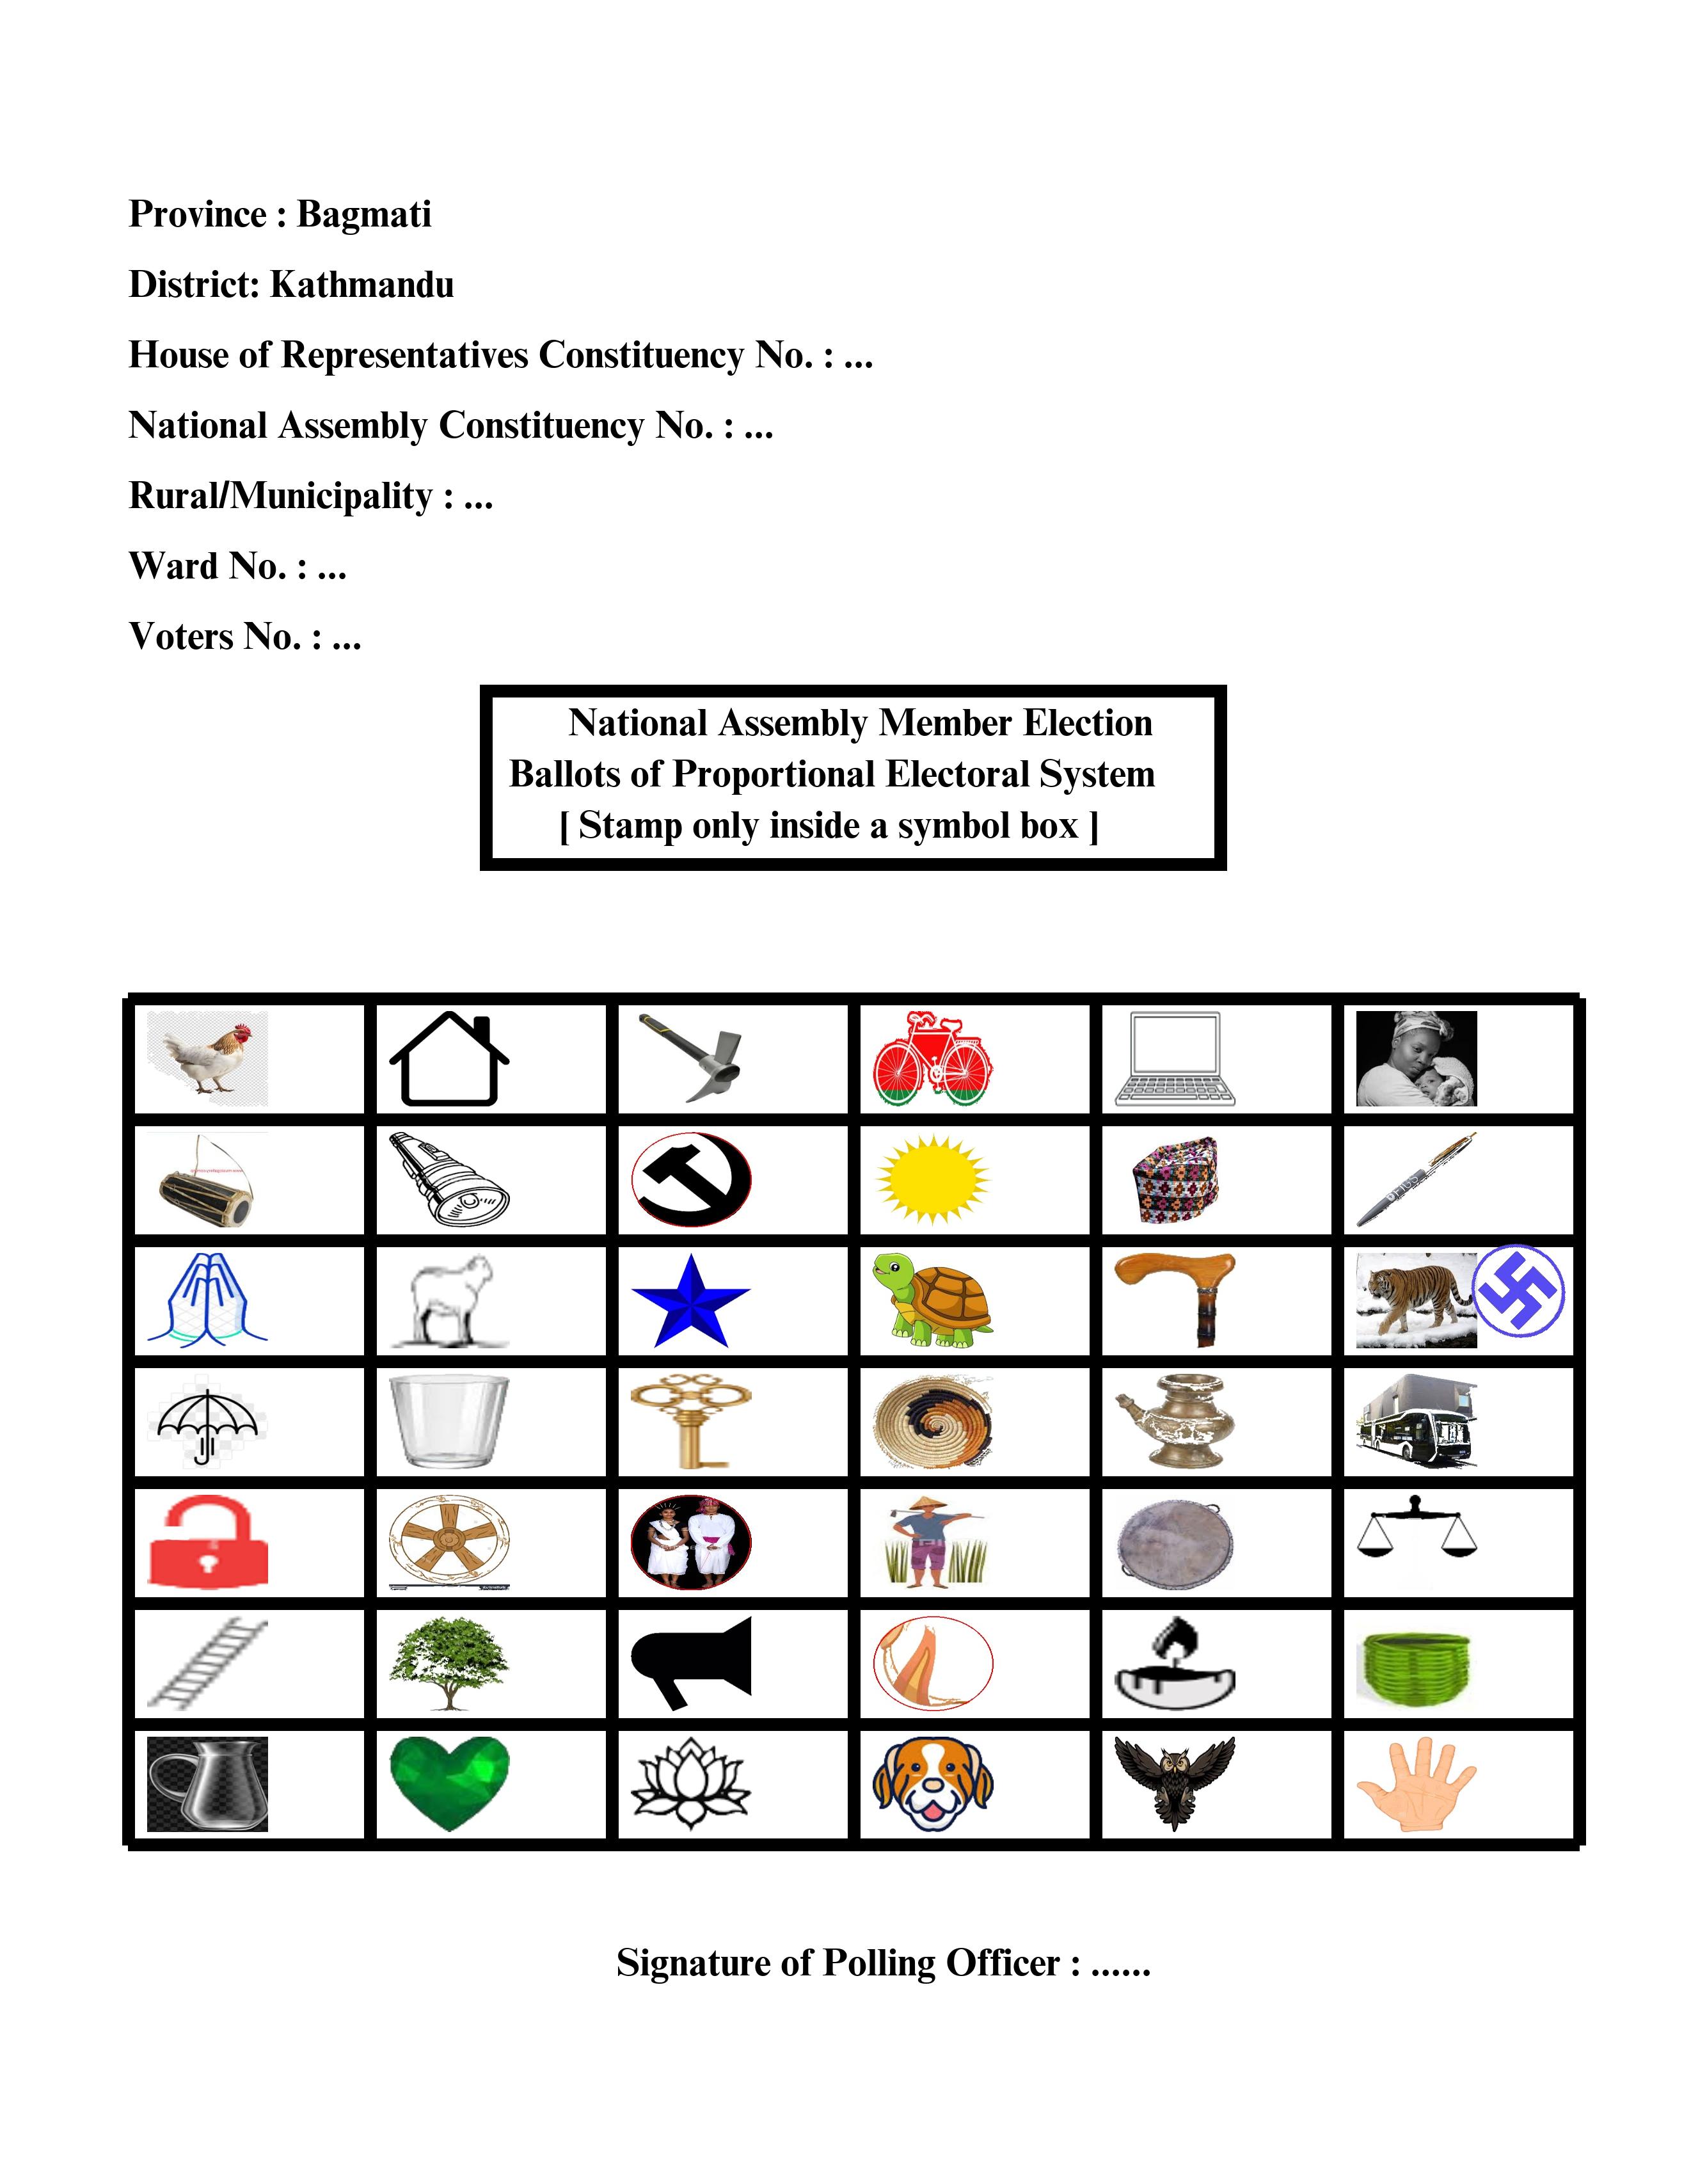 Province : Bagmati
District: Kathmandu
House of Representatives Constituency No. : ...
National Assembly Constituency No. : ...
Rural/Municipality : ...
Ward No. : ...
Voters No. : ...
National Assembly Member Election
Ballots of Proportional Electoral System
[ Stamp only inside a symbol box ]
Signature of Polling Officer : ......